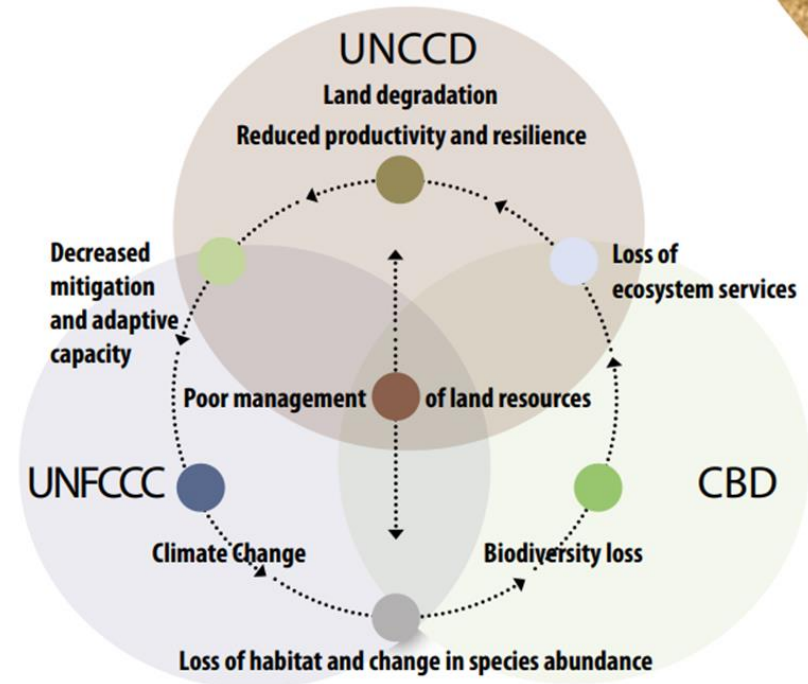 UNCCD
Land degradation
Reduced productivity and resilience
Decreased
mitigation
and adaptive
capacity
Loss of
ecosystem services
Poor management of land resources
UNFCCC
CBD
Climate Change
Biodiversity loss
Loss of habitat and change in species abundance